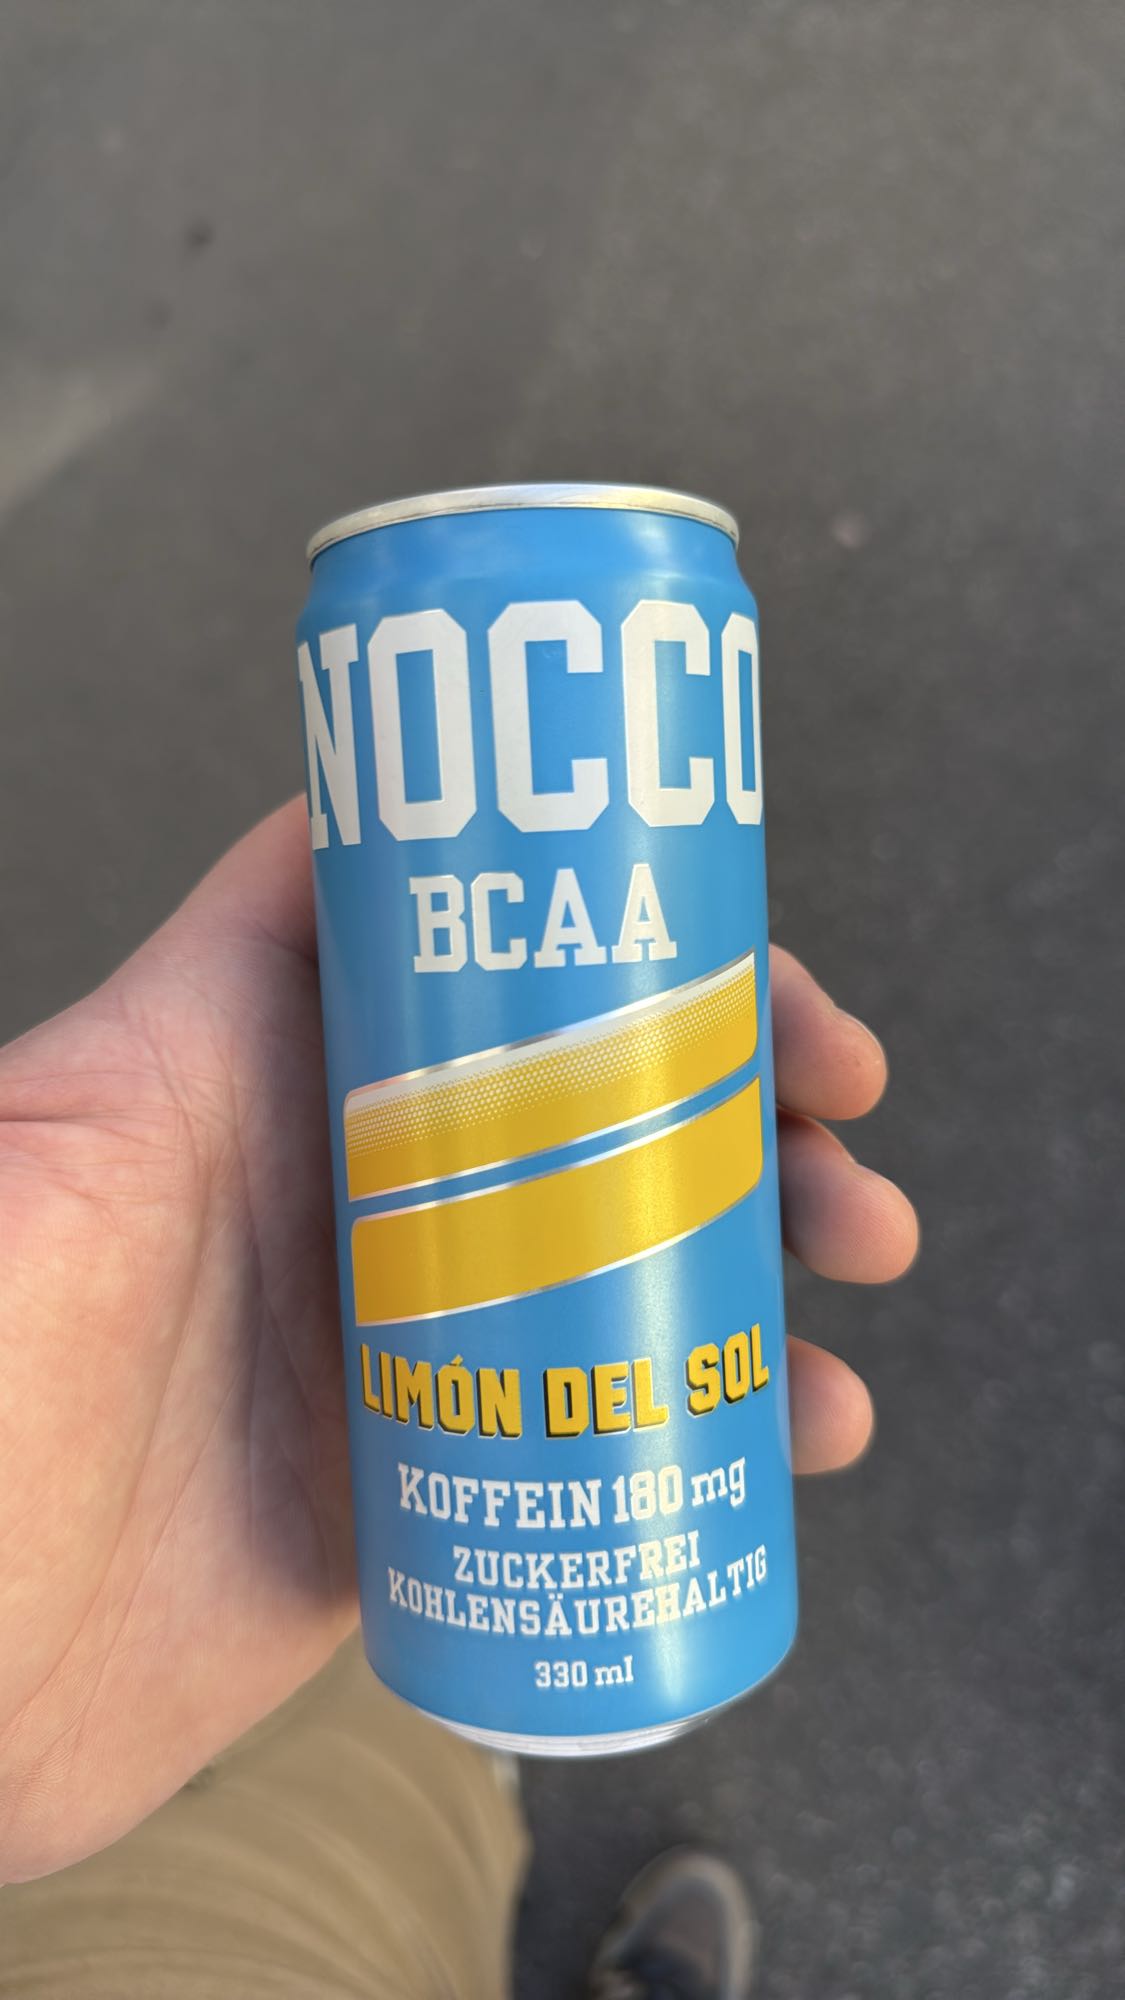 NOCCO
BCAA
LIMÓN DEL SOL
KOFFEIN 180 mg
ZUCKERFREI
KOHLENSÄUREHALTIG
330 ml